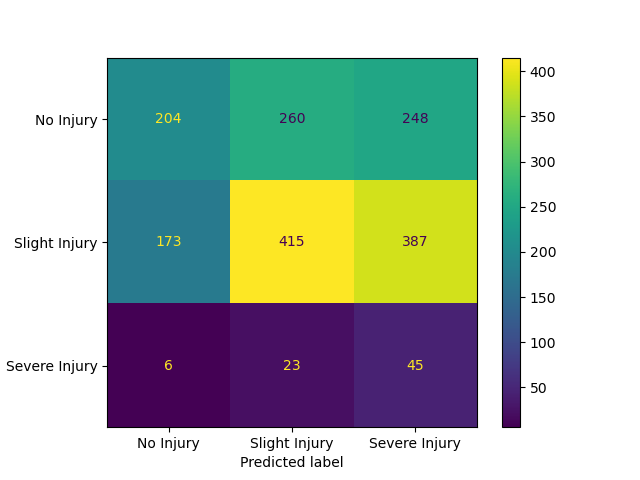 No Injury 204 260 248
Slight Injury 173 415 387
Severe Injury 6 23 45
No Injury Slight Injury Severe Injury
Predicted label
400
350
300
250
200
150
100
50